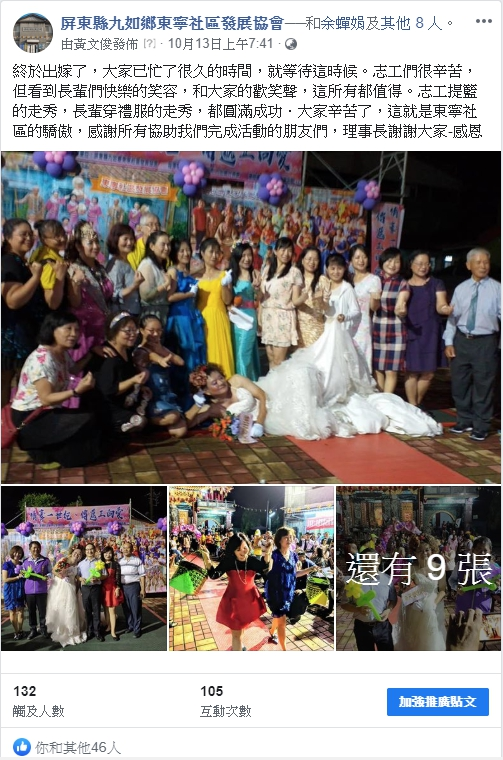 屏東縣九如鄉東寧社區發展協會──和余蟬娟及其他 8 人。
由黃文俊發佈 [?] · 10月13日上午7:41 ·
終於出嫁了，大家已忙了很久的時間，就等待這時候。志工們很辛苦，
但看到長輩們快樂的笑容，和大家的歡笑聲，這所有都值得。志工提籃
的走秀，長輩穿禮服的走秀，都圓滿成功．大家辛苦了，這就是東寧社
區的驕傲，感謝所有協助我們完成活動的朋友們，理事長謝謝大家-感恩
還有 9 張
132
觸及人數
105
互動次數
加強推廣貼文
你和其他46人